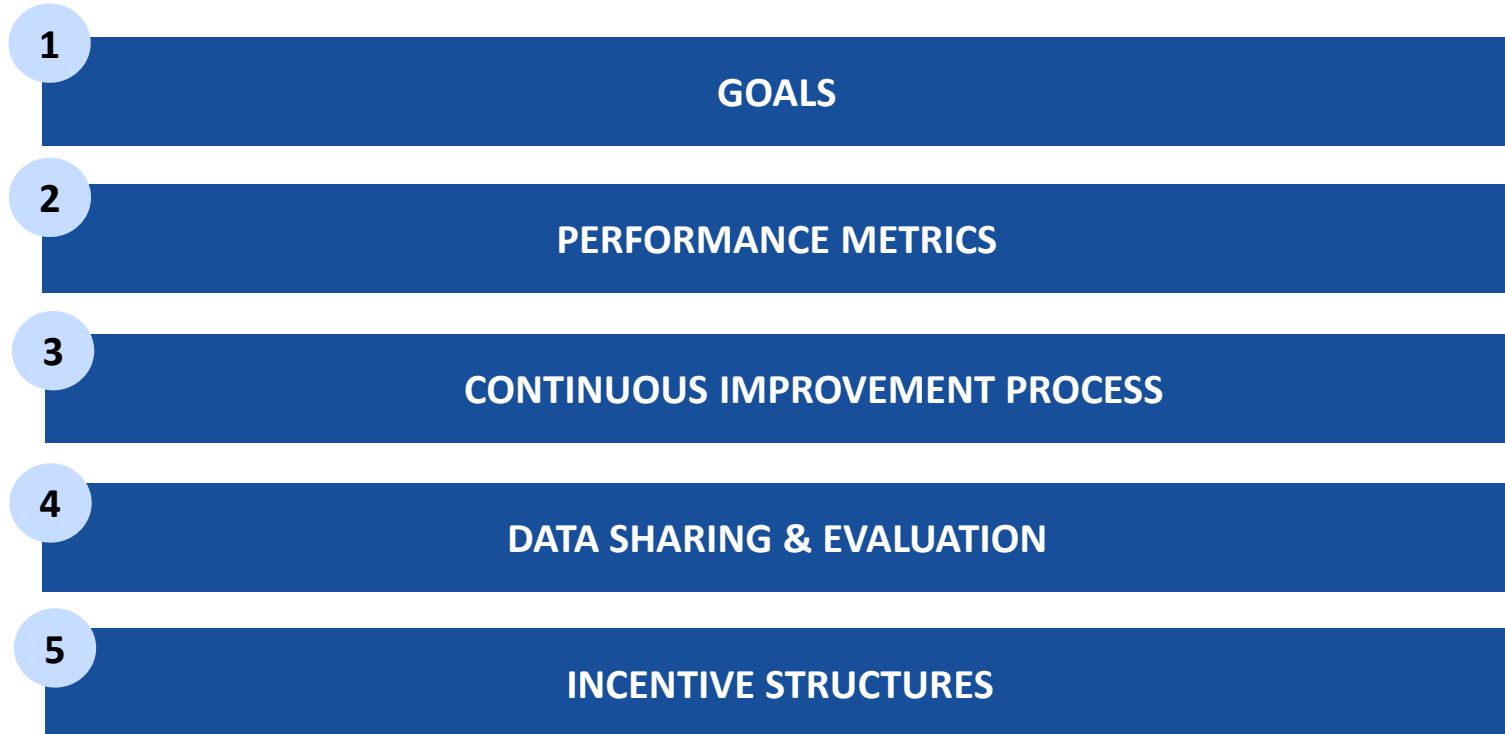 1
GOALS
2
PERFORMANCE METRICS
3
CONTINUOUS IMPROVEMENT PROCESS
4
DATA SHARING & EVALUATION
5
INCENTIVE STRUCTURES